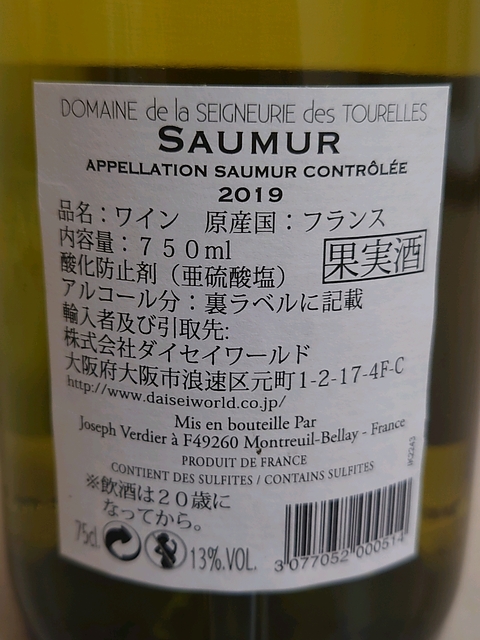 DOMAINE de la SEIGNEURIE des TOURELLES
SAUMUR
APPELLATION SAUMUR CONTRÔLÉE
2019
品名：ワイン　原産国：フランス
内容量：７５０ml
果実酒
酸化防止剤（亜硫酸塩）
アルコール分：裏ラベルに記載
輸入者及び引取先:
株式会社ダイセイワールド
大阪府大阪市浪速区元町1-2-17-4F-C
http://www.daiseiworld.co.jp/
Mis en bouteille Par
Joseph Verdier à F49260 Montreuil-Bellay - France
PRODUIT DE FRANCE
CONTIENT DES SULFITES / CONTAINS SULFITES
※飲酒は２０歳に
なってから。
75cl
13%.VOL.
3 077052 000514